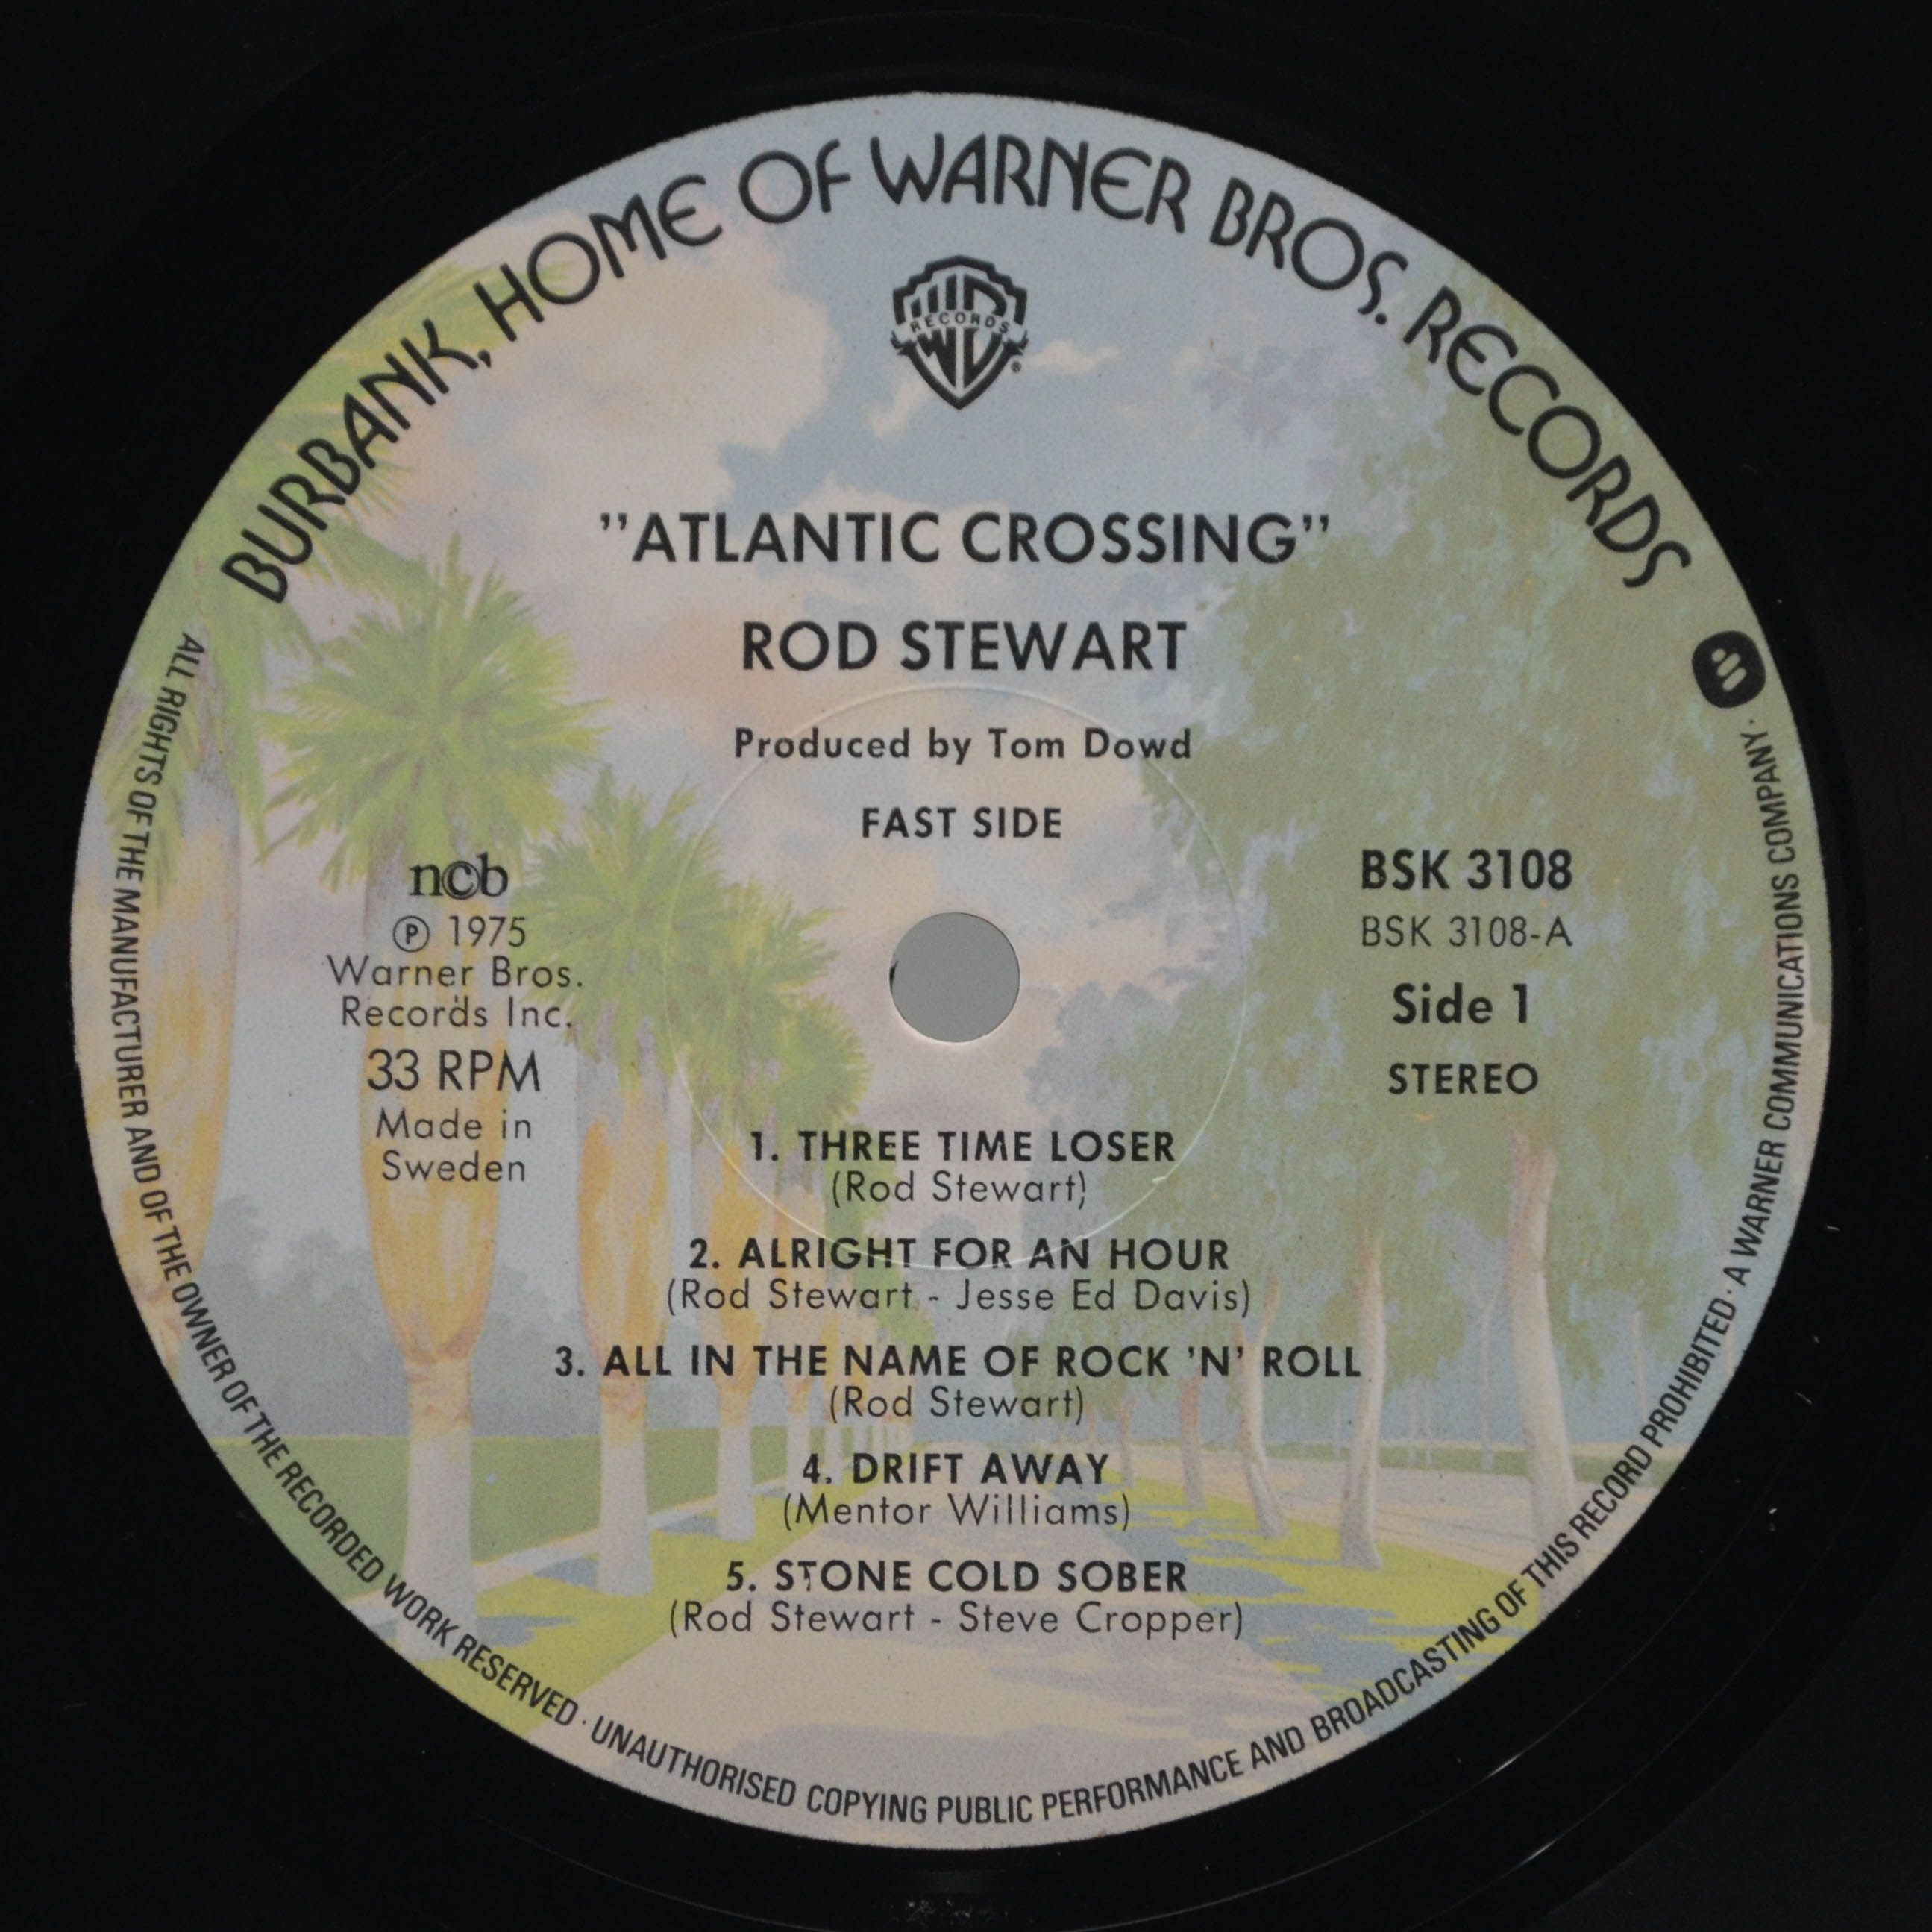 BURBANK, HOME OF WARNER BROS. RECORDS
RECORDS
®
"ATLANTIC CROSSING"
ROD STEWART
Produced by Tom Dowd
FAST SIDE
ncb
℗ 1975
Warner Bros.
Records Inc.
33 RPM
Made in
Sweden
BSK 3108
BSK 3108-A
Side 1
STEREO
1. THREE TIME LOSER
(Rod Stewart)
2. ALRIGHT FOR AN HOUR
(Rod Stewart - Jesse Ed Davis)
3. ALL IN THE NAME OF ROCK 'N' ROLL
(Rod Stewart)
4. DRIFT AWAY
(Mentor Williams)
5. STONE COLD SOBER
(Rod Stewart - Steve Cropper)
ALL RIGHTS OF THE MANUFACTURER AND OF THE OWNER OF THE RECORDED WORK RESERVED · UNAUTHORISED COPYING PUBLIC PERFORMANCE AND BROADCASTING OF THIS RECORD PROHIBITED · A WARNER COMMUNICATIONS COMPANY ·